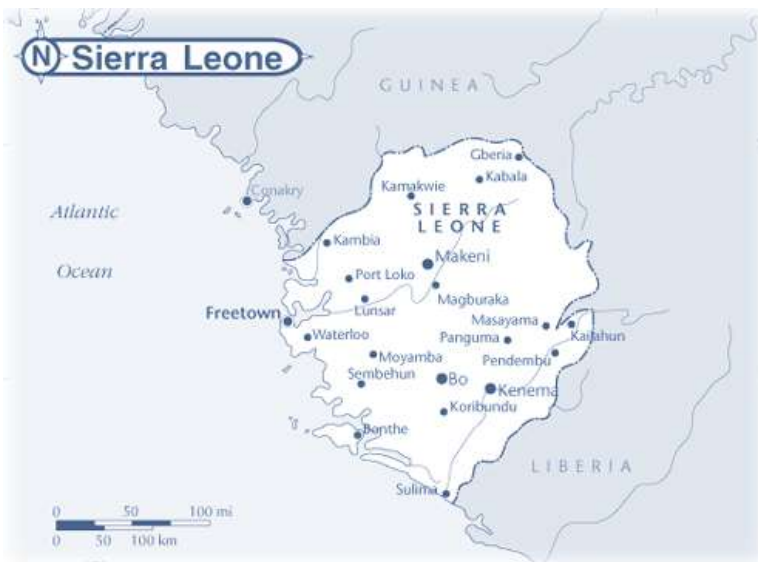 N Sierra Leone
GUINEA
Gberia
Kabala
Kamakwie
Conakry
SIERRA
LEONE
Atlantic
Ocean
Kambia
Makeni
Port Loko
Magburaka
Lunsar
Freetown
Masayama
Kailahun
Waterloo
Panguma
Moyamba
Pendembu
Sembehun
Bo
Kenema
Koribundu
Bonthe
LIBERIA
Sulima
0 50 100 mi
0 50 100 km